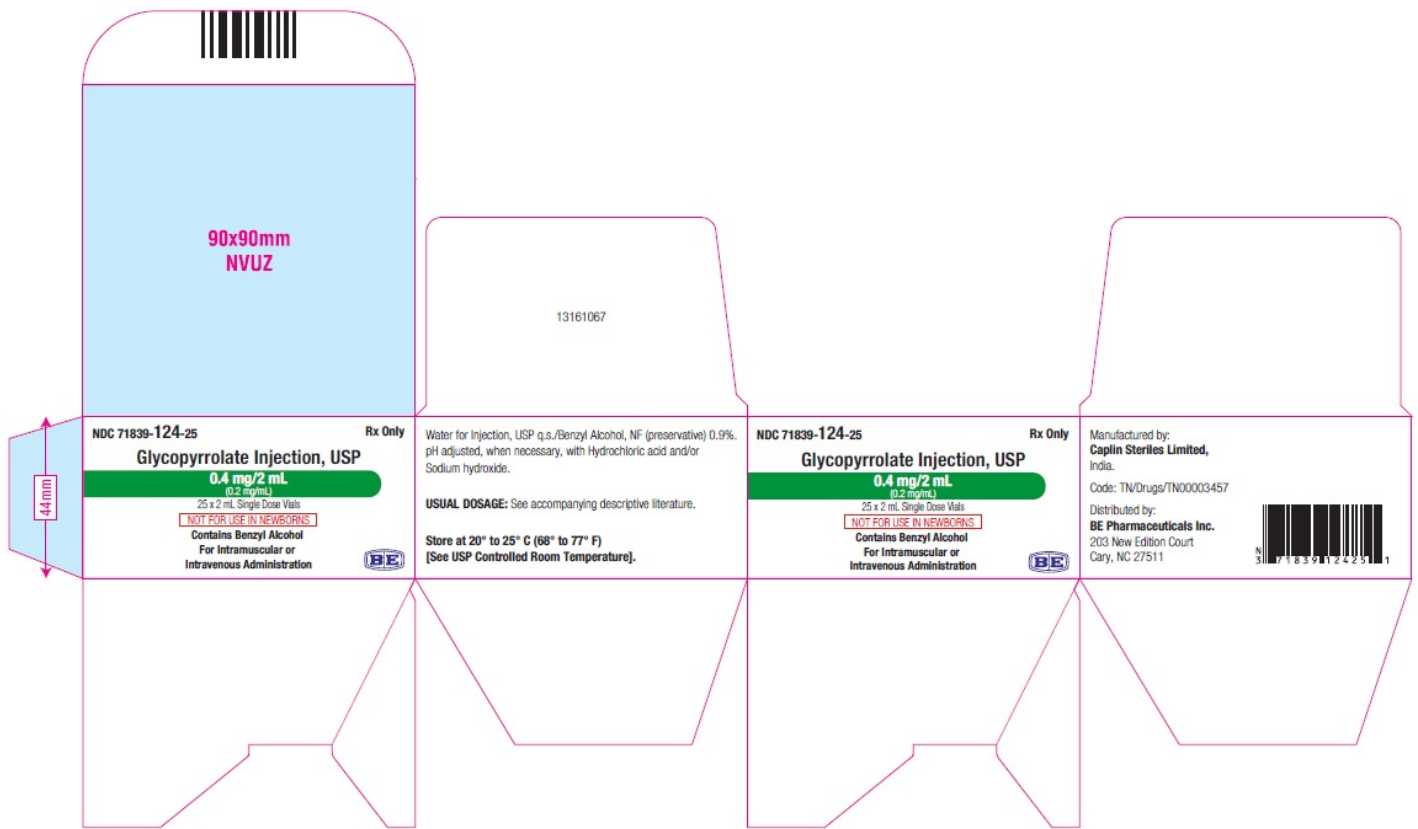 90x90mm
NVUZ
13161067
44mm
NDC 71839-124-25
Rx Only
Glycopyrrolate Injection, USP
0.4 mg/2 mL
(0.2 mg/mL)
25 x 2 mL Single Dose Vials
NOT FOR USE IN NEWBORNS
Contains Benzyl Alcohol
For Intramuscular or
Intravenous Administration
BE
Water for Injection, USP q.s./Benzyl Alcohol, NF (preservative) 0.9%.
pH adjusted, when necessary, with Hydrochloric acid and/or
Sodium hydroxide.
USUAL DOSAGE: See accompanying descriptive literature.
Store at 20° to 25° C (68° to 77° F)
[See USP Controlled Room Temperature].
NDC 71839-124-25
Rx Only
Glycopyrrolate Injection, USP
0.4 mg/2 mL
(0.2 mg/mL)
25 x 2 mL Single Dose Vials
NOT FOR USE IN NEWBORNS
Contains Benzyl Alcohol
For Intramuscular or
Intravenous Administration
BE
Manufactured by:
Caplin Steriles Limited,
India.
Code: TN/Drugs/TN00003457
Distributed by:
BE Pharmaceuticals Inc.
203 New Edition Court
Cary, NC 27511
N
3 71839 12425 1